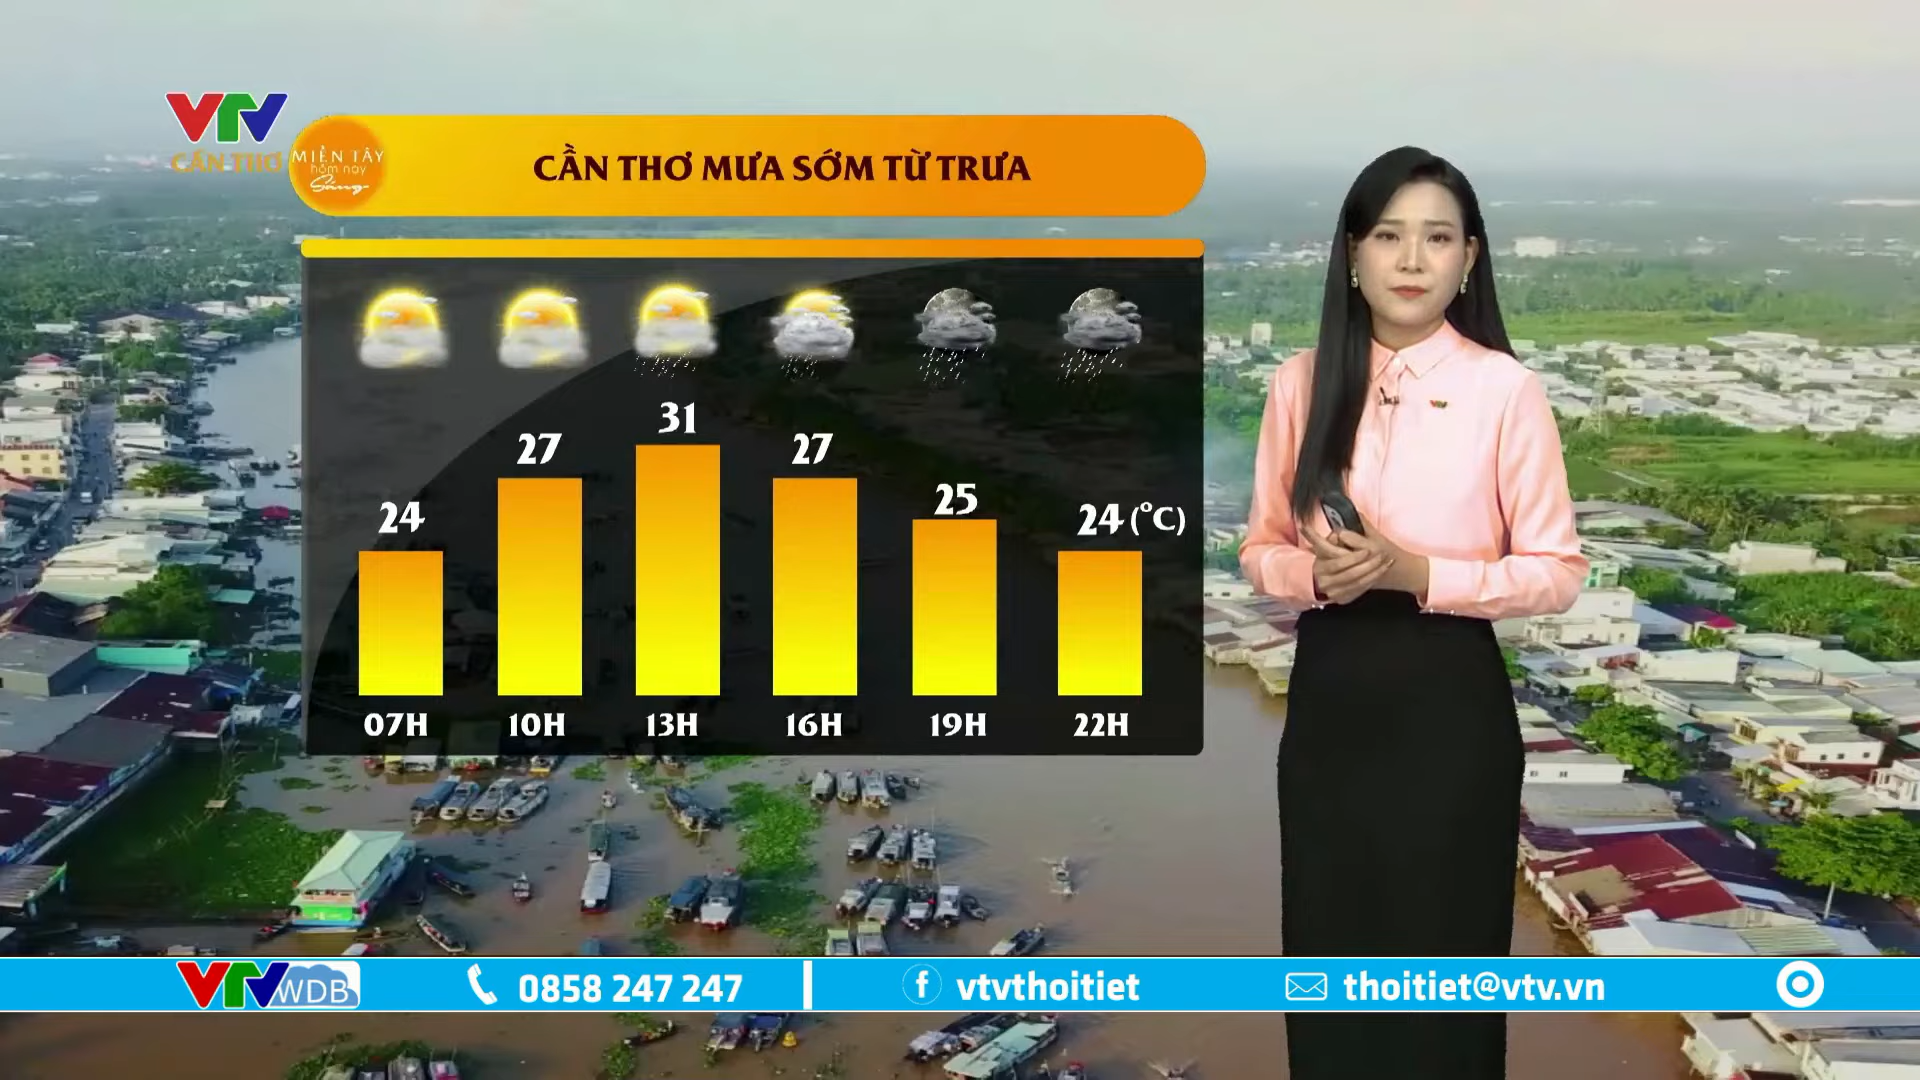 VTV
CẦN THƠ
MIỀN TÂY
hôm nay
Sáng
CẦN THƠ MƯA SỚM TỪ TRƯA
24
27
31
27
25
24 (°C)
07H
10H
13H
16H
19H
22H
VTV WDB
0858 247 247
vtvthoitiet
thoitiet@vtv.vn